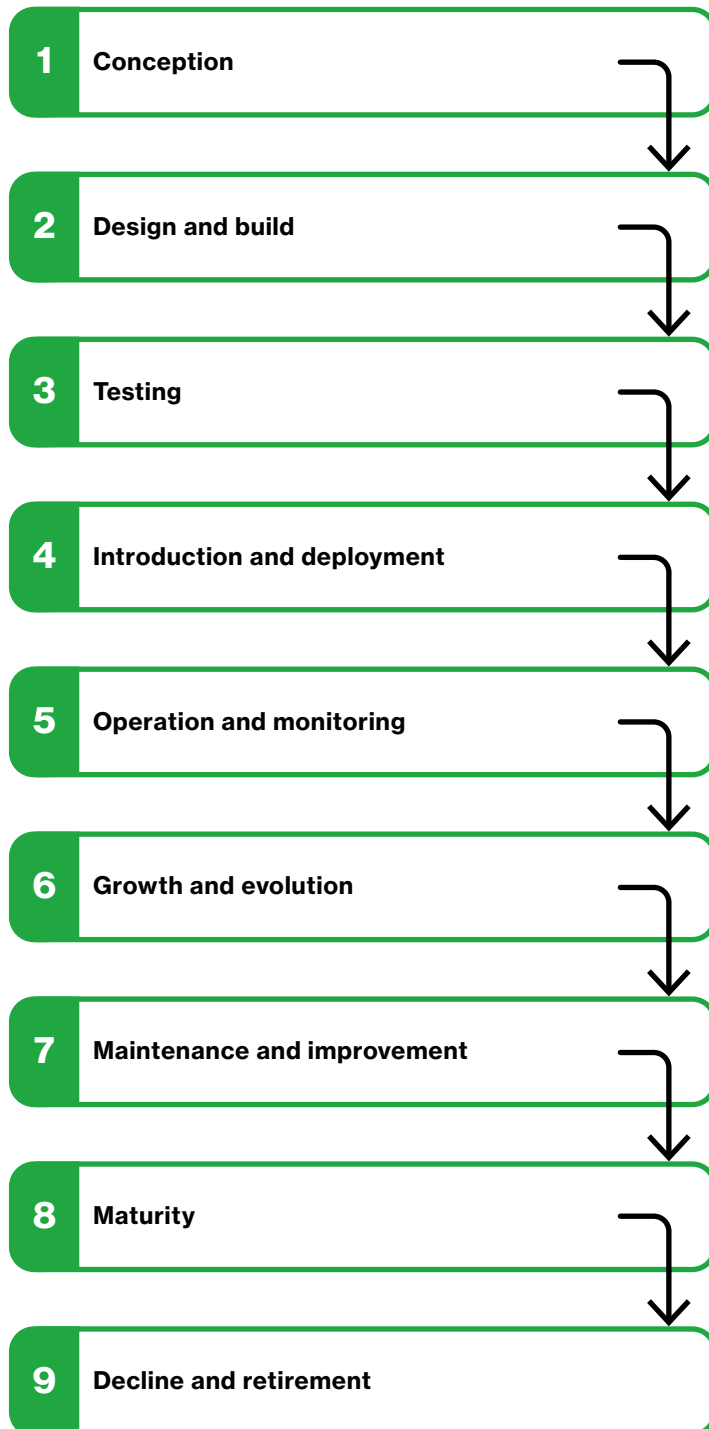 1 Conception
2 Design and build
3 Testing
4 Introduction and deployment
5 Operation and monitoring
6 Growth and evolution
7 Maintenance and improvement
8 Maturity
9 Decline and retirement